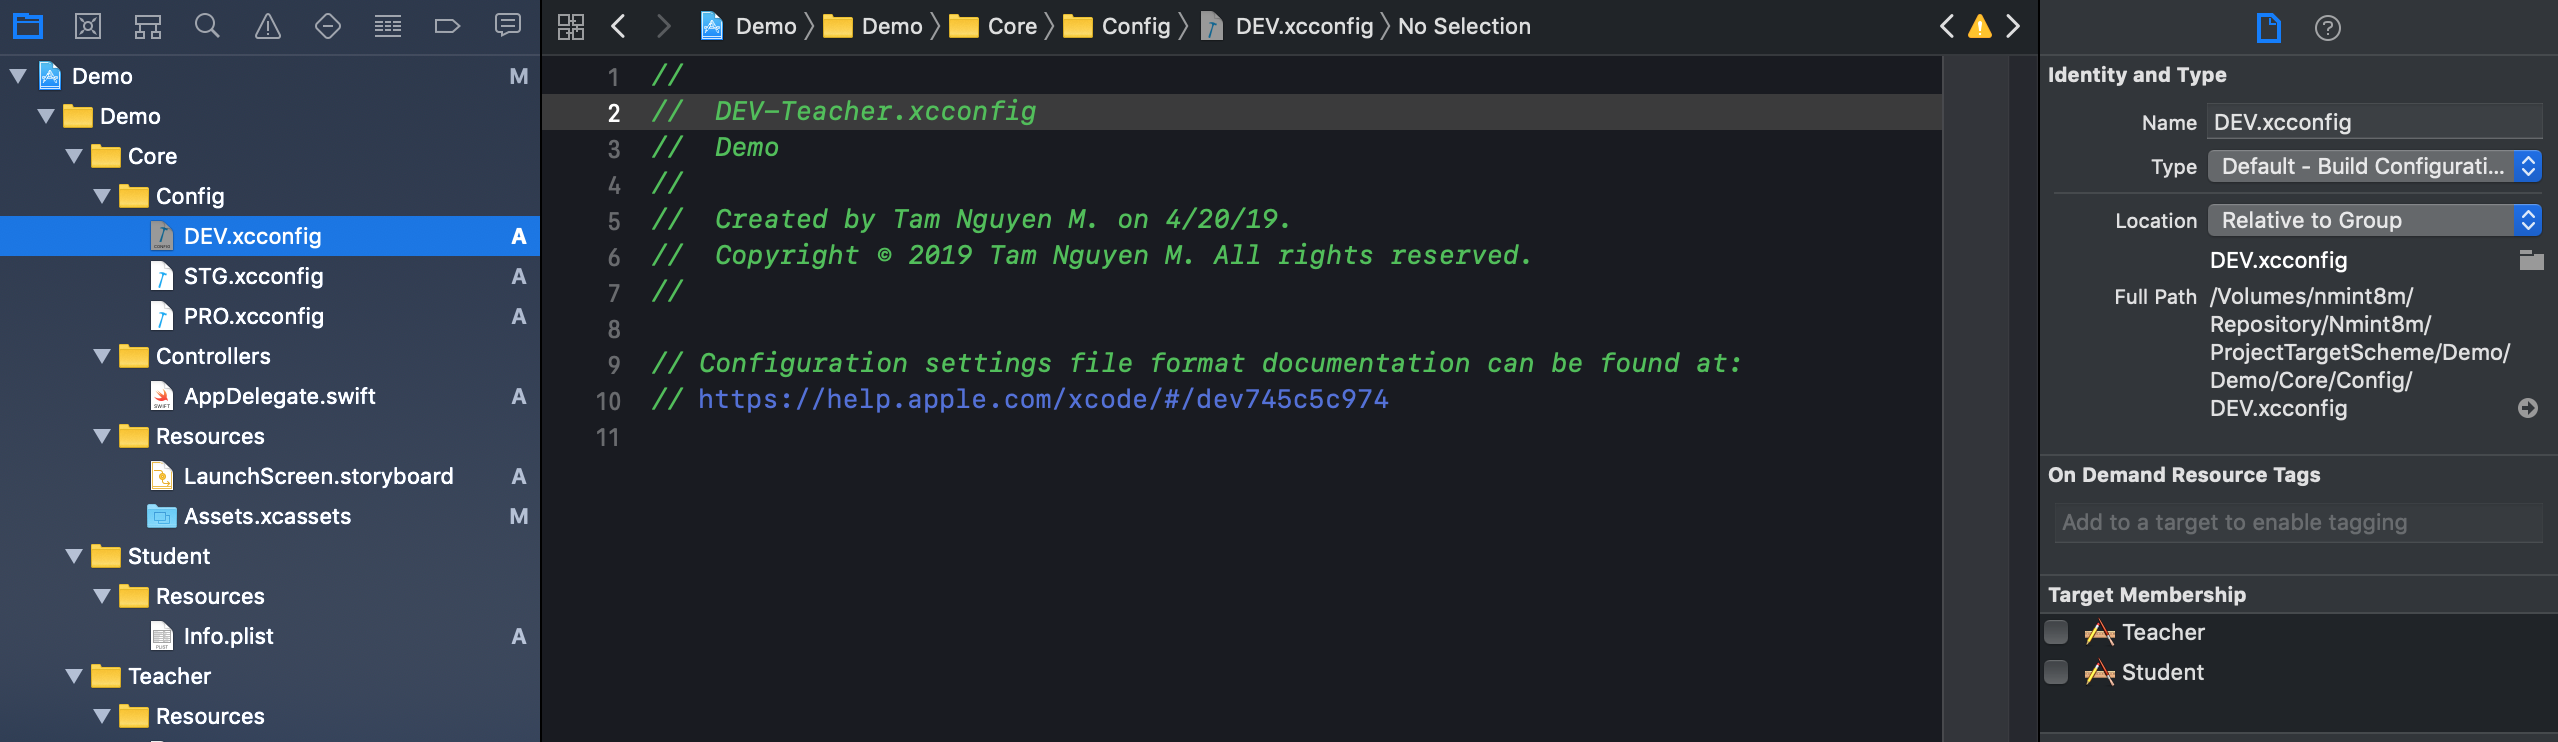 Demo M
Demo
Core
Config
DEV.xcconfig A
STG.xcconfig A
PRO.xcconfig A
Controllers
AppDelegate.swift A
Resources
LaunchScreen.storyboard A
Assets.xcassets M
Student
Resources
Info.plist A
Teacher
Resources
Demo Demo Core Config DEV.xcconfig No Selection
1 //
2 //  DEV-Teacher.xcconfig
3 //  Demo
4 //
5 //  Created by Tam Nguyen M. on 4/20/19.
6 //  Copyright © 2019 Tam Nguyen M. All rights reserved.
7 //
8
9 // Configuration settings file format documentation can be found at:
10 // https://help.apple.com/xcode/#/dev745c5c974
11
Identity and Type
Name DEV.xcconfig
Type Default - Build Configurati...
Location Relative to Group
DEV.xcconfig
Full Path /Volumes/nmint8m/
Repository/Nmint8m/
ProjectTargetScheme/Demo/
Demo/Core/Config/
DEV.xcconfig
On Demand Resource Tags
Add to a target to enable tagging
Target Membership
Teacher
Student